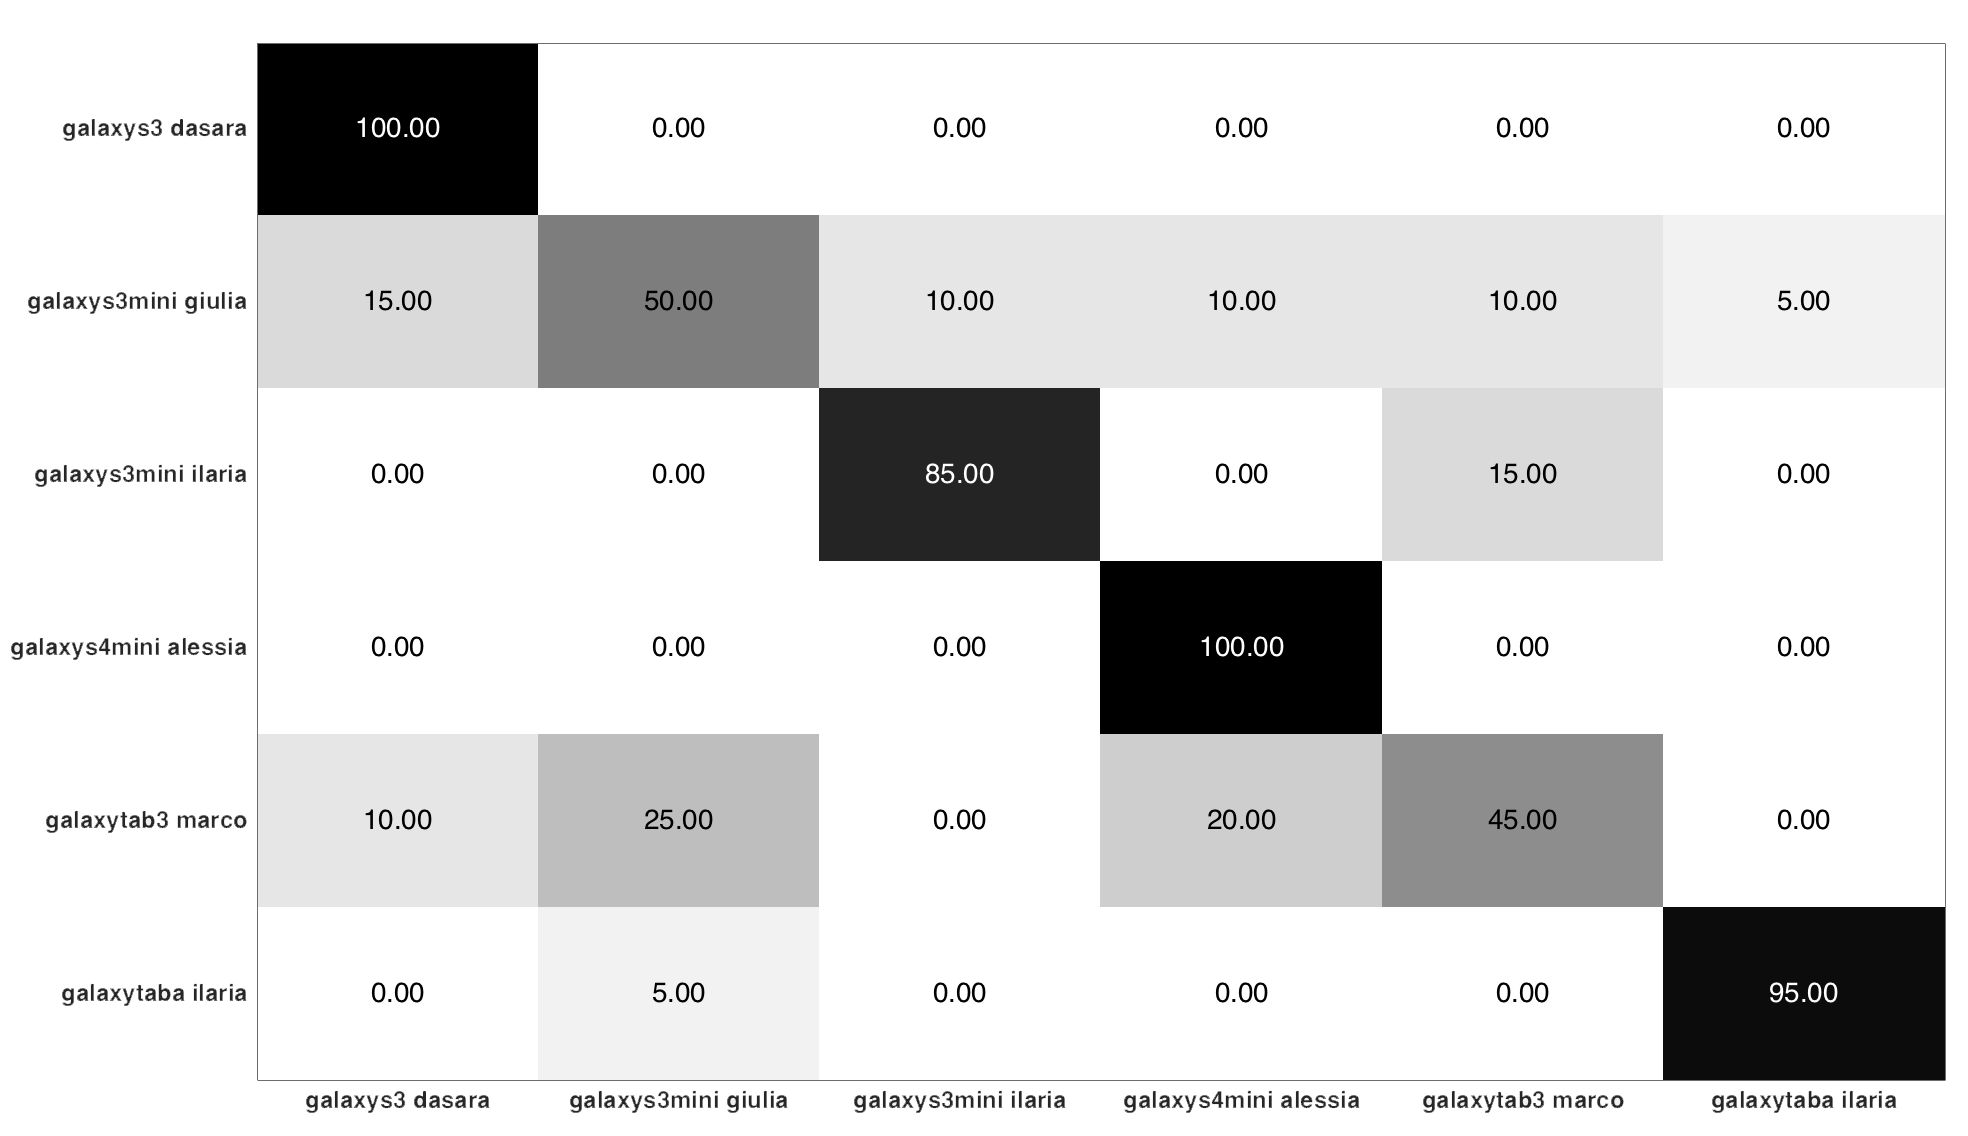 galaxys3 dasara 100.00 0.00 0.00 0.00 0.00 0.00
galaxys3mini giulia 15.00 50.00 10.00 10.00 10.00 5.00
galaxys3mini ilaria 0.00 0.00 85.00 0.00 15.00 0.00
galaxys4mini alessia 0.00 0.00 0.00 100.00 0.00 0.00
galaxytab3 marco 10.00 25.00 0.00 20.00 45.00 0.00
galaxytaba ilaria 0.00 5.00 0.00 0.00 0.00 95.00
galaxys3 dasara galaxys3mini giulia galaxys3mini ilaria galaxys4mini alessia galaxytab3 marco galaxytaba ilaria